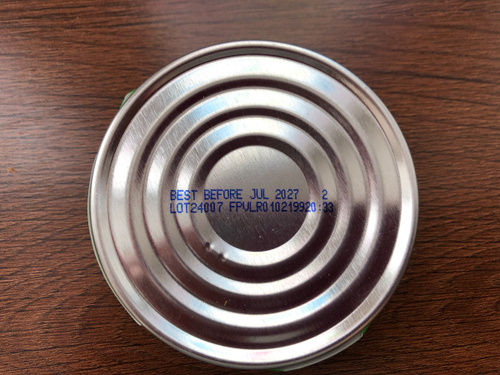 BEST BEFORE JUL 2027 2
LOT24007 FPVLR010219920:33